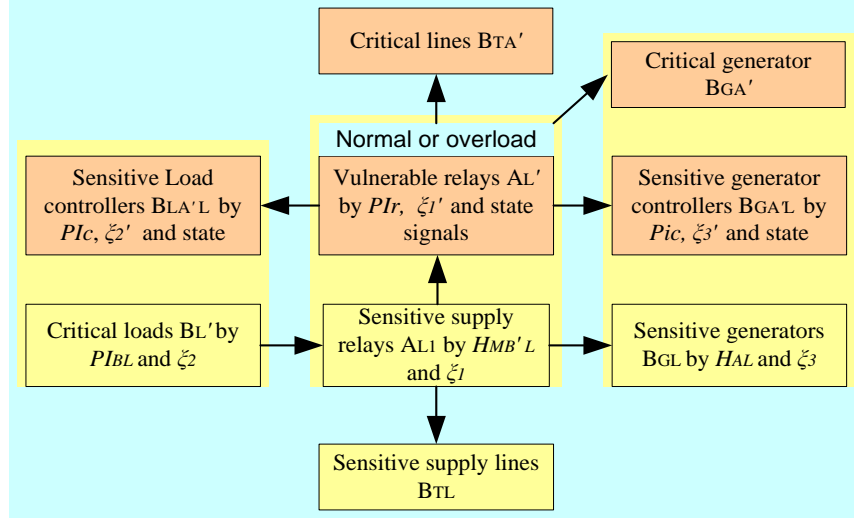 Critical lines BTA'
Critical generator
BGA'
Normal or overload
Sensitive Load
controllers BLA'L by
PIc, ξ2' and state
Vulnerable relays AL'
by PIr, ξ1' and state
signals
Sensitive generator
controllers BGA'L by
Pic, ξ3' and state
Critical loads BL' by
PIBL and ξ2
Sensitive supply
relays AL1 by HMB' L
and ξ1
Sensitive generators
BGL by HAL and ξ3
Sensitive supply lines
BTL